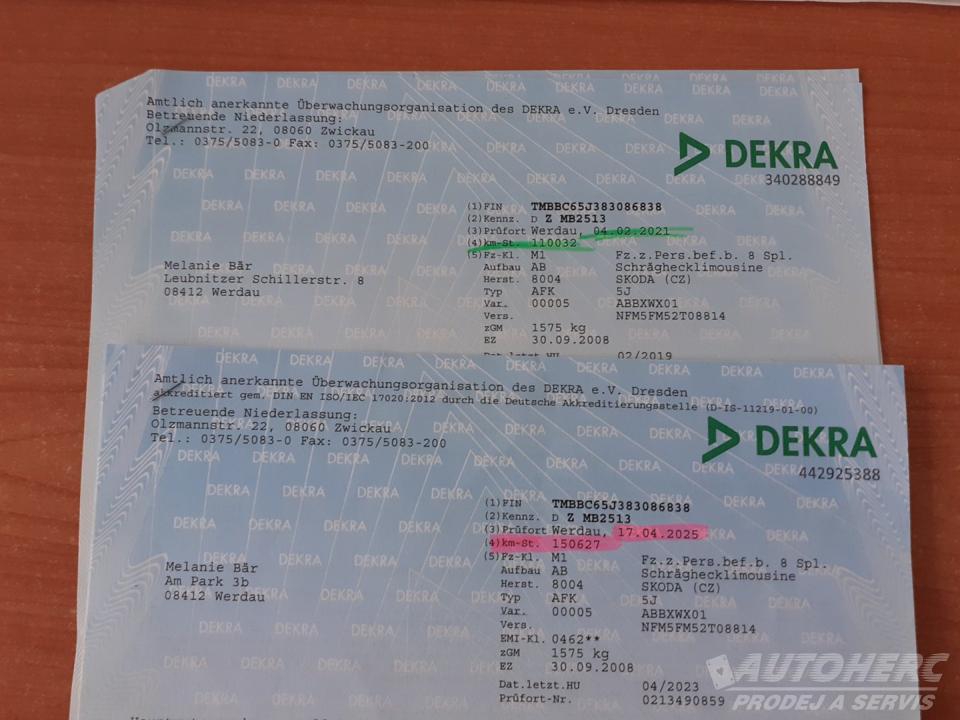 Amtlich anerkannte Überwachungsorganisation des DEKRA e.V. Dresden
Betreuende Niederlassung:
Olzmannstr. 22, 08060 Zwickau
Tel.: 0375/5083-0 Fax: 0375/5083-200
DEKRA
340288849
(1) FIN TMBBC65J383086838
(2) Kennz. D Z MB2513
(3) Prüfort Werdau, 04.02.2021
(4) km-St. 110032
(5) Fz-Kl. M1 Fz.z.Pers.bef.b. 8 Spl.
Aufbau AB Schräghecklimousine
Herst. 8004 SKODA (CZ)
Typ AFK 5J
Var. 00005 ABBXWX01
Vers. NFM5FM52T08814
zGM 1575 kg
EZ 30.09.2008
Dat.letzt.HU 02/2019
Melanie Bär
Leubnitzer Schillerstr. 8
08412 Werdau
Amtlich anerkannte Überwachungsorganisation des DEKRA e.V. Dresden
akkreditiert gem. DIN EN ISO/IEC 17020:2012 durch die Deutsche Akkreditierungsstelle (D-IS-11219-01-00)
Betreuende Niederlassung:
Olzmannstr. 22, 08060 Zwickau
Tel.: 0375/5083-0 Fax: 0375/5083-200
DEKRA
442925388
(1) FIN TMBBC65J383086838
(2) Kennz. D Z MB2513
(3) Prüfort Werdau, 17.04.2025
(4) km-St. 150627
(5) Fz-Kl. M1 Fz.z.Pers.bef.b. 8 Spl.
Aufbau AB Schräghecklimousine
Herst. 8004 SKODA (CZ)
Typ AFK 5J
Var. 00005 ABBXWX01
Vers. NFM5FM52T08814
EMI-Kl. 0462**
zGM 1575 kg
EZ 30.09.2008
Dat.letzt.HU 04/2023
Prüfort-Nr. 0213490859
Melanie Bär
Am Park 3b
08412 Werdau
AUTOHERC
PRODEJ A SERVIS